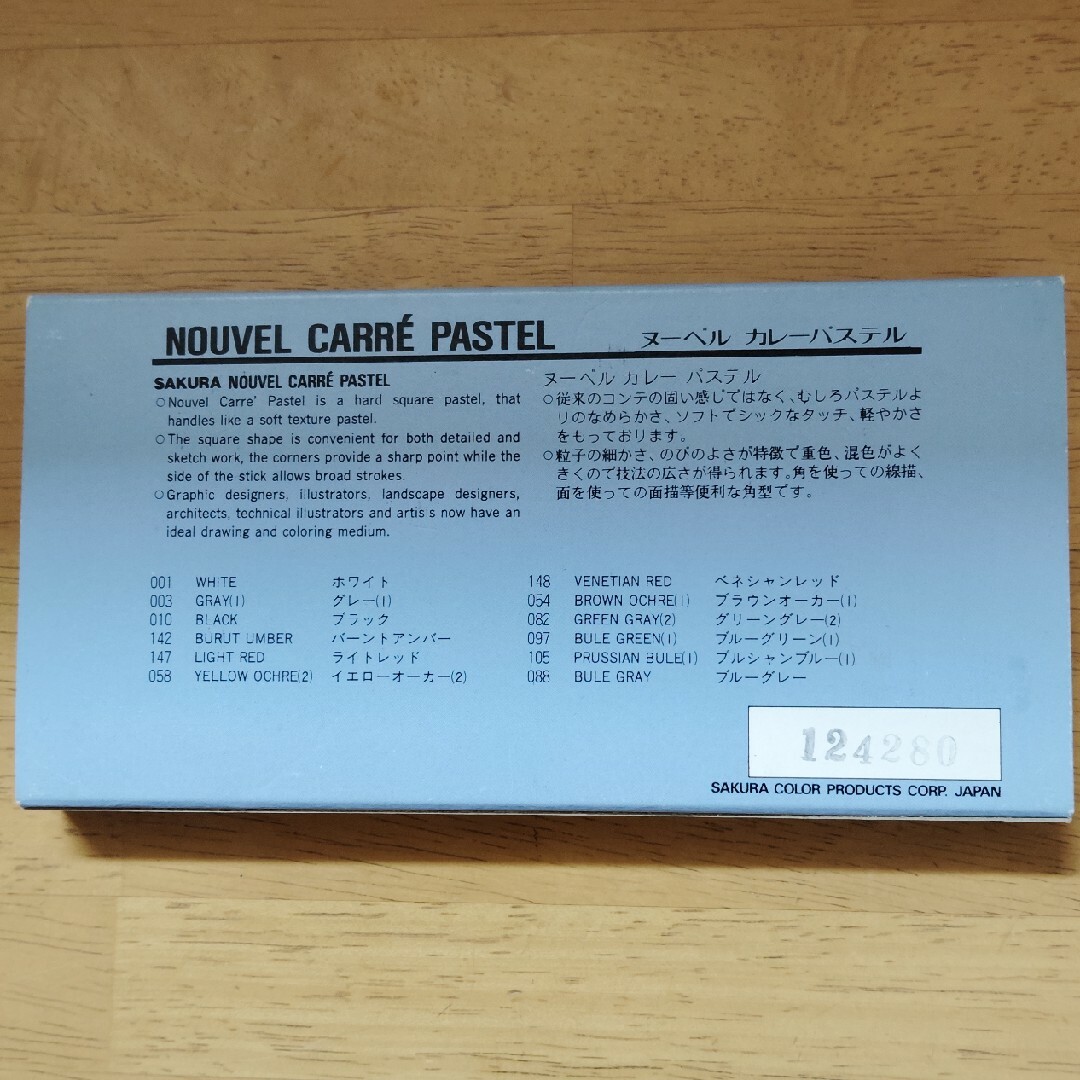 NOUVEL CARRÉ PASTEL ヌーベル カレーパステル
SAKURA NOUVEL CARRÉ PASTEL
○Nouvel Carre' Pastel is a hard square pastel, that
handles like a soft texture pastel.
○The square shape is convenient for both detailed and
sketch work, the corners provide a sharp point while the
side of the stick allows broad strokes.
○Graphic designers, illustrators, landscape designers,
architects, technical illustrators and artists now have an
ideal drawing and coloring medium.
ヌーベル カレー パステル
○従来のコンテの固い感じではなく、むしろパステルよ
りのなめらかさ、ソフトでシックなタッチ、軽やかさ
をもっております。
○粒子の細かさ、のびのよさが特徴で重色、混色がよく
きくので技法の広さが得られます。角を使っての線描、
面を使っての面描等便利な角型です。
001 WHITE ホワイト
003 GRAY(1) グレー(1)
010 BLACK ブラック
142 BURUT UMBER バーントアンバー
147 LIGHT RED ライトレッド
058 YELLOW OCHRE(2) イエローオーカー(2)
148 VENETIAN RED ベネシャンレッド
054 BROWN OCHRE(1) ブラウンオーカー(1)
082 GREEN GRAY(2) グリーングレー(2)
097 BULE GREEN(1) ブルーグリーン(1)
105 PRUSSIAN BULE(1) プルシャンブルー(1)
088 BULE GRAY ブルーグレー
124280
SAKURA COLOR PRODUCTS CORP. JAPAN